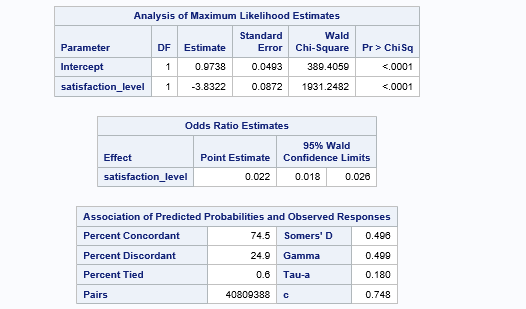 Analysis of Maximum Likelihood Estimates
Parameter DF Estimate Standard Error Wald Chi-Square Pr > ChiSq
Intercept 1 0.9738 0.0493 389.4059 <.0001
satisfaction_level 1 -3.8322 0.0872 1931.2482 <.0001
Odds Ratio Estimates
Effect Point Estimate 95% Wald Confidence Limits
satisfaction_level 0.022 0.018 0.026
Association of Predicted Probabilities and Observed Responses
Percent Concordant 74.5 Somers' D 0.496
Percent Discordant 24.9 Gamma 0.499
Percent Tied 0.6 Tau-a 0.180
Pairs 40809388 c 0.748